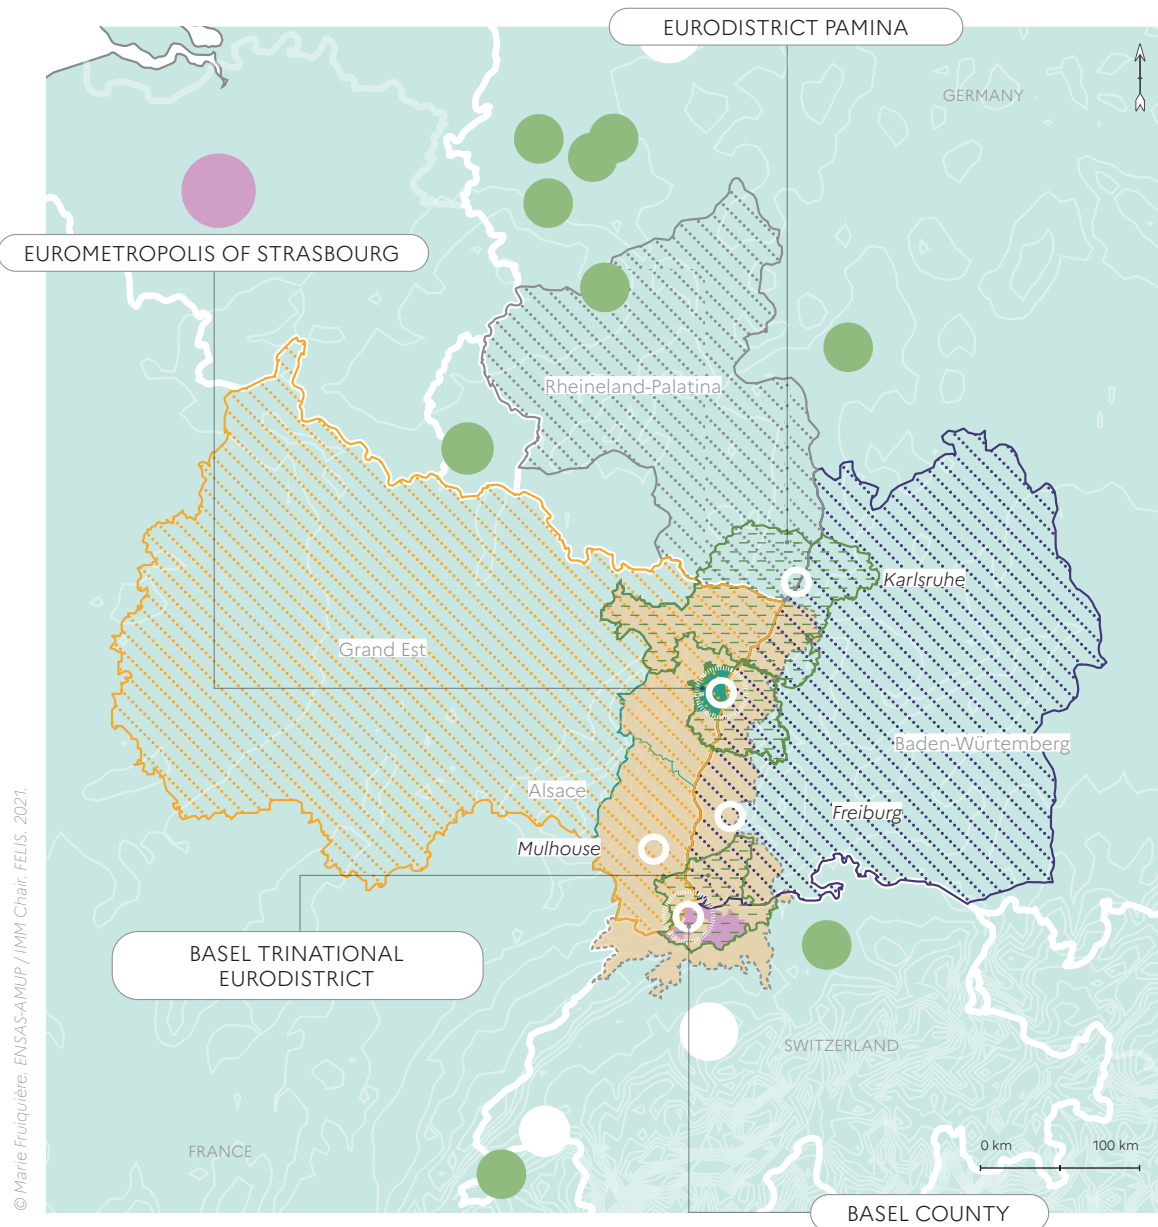 EURODISTRICT PAMINA
GERMANY
EUROMETROPOLIS OF STRASBOURG
Rheineland-Palatina
Karlsruhe
Grand Est
Baden-Würtemberg
Alsace
Freiburg
Mulhouse
BASEL TRINATIONAL
EURODISTRICT
SWITZERLAND
FRANCE
0 km 100 km
BASEL COUNTY
© Marie Fruiquière. ENSAS-AMUP / IMM Chair. FELIS. 2021.